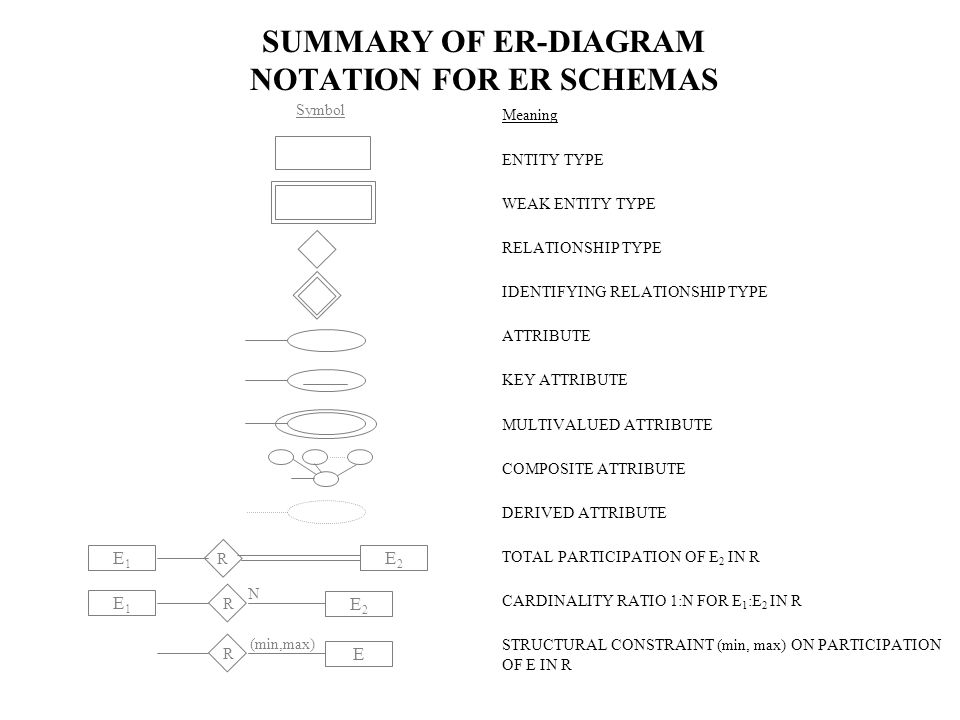 SUMMARY OF ER-DIAGRAM
NOTATION FOR ER SCHEMAS
Symbol
Meaning
ENTITY TYPE
WEAK ENTITY TYPE
RELATIONSHIP TYPE
IDENTIFYING RELATIONSHIP TYPE
ATTRIBUTE
KEY ATTRIBUTE
MULTIVALUED ATTRIBUTE
COMPOSITE ATTRIBUTE
DERIVED ATTRIBUTE
E₁ R E₂ TOTAL PARTICIPATION OF E₂ IN R
E₁ R N E₂ CARDINALITY RATIO 1:N FOR E₁:E₂ IN R
R (min,max) E STRUCTURAL CONSTRAINT (min, max) ON PARTICIPATION
OF E IN R